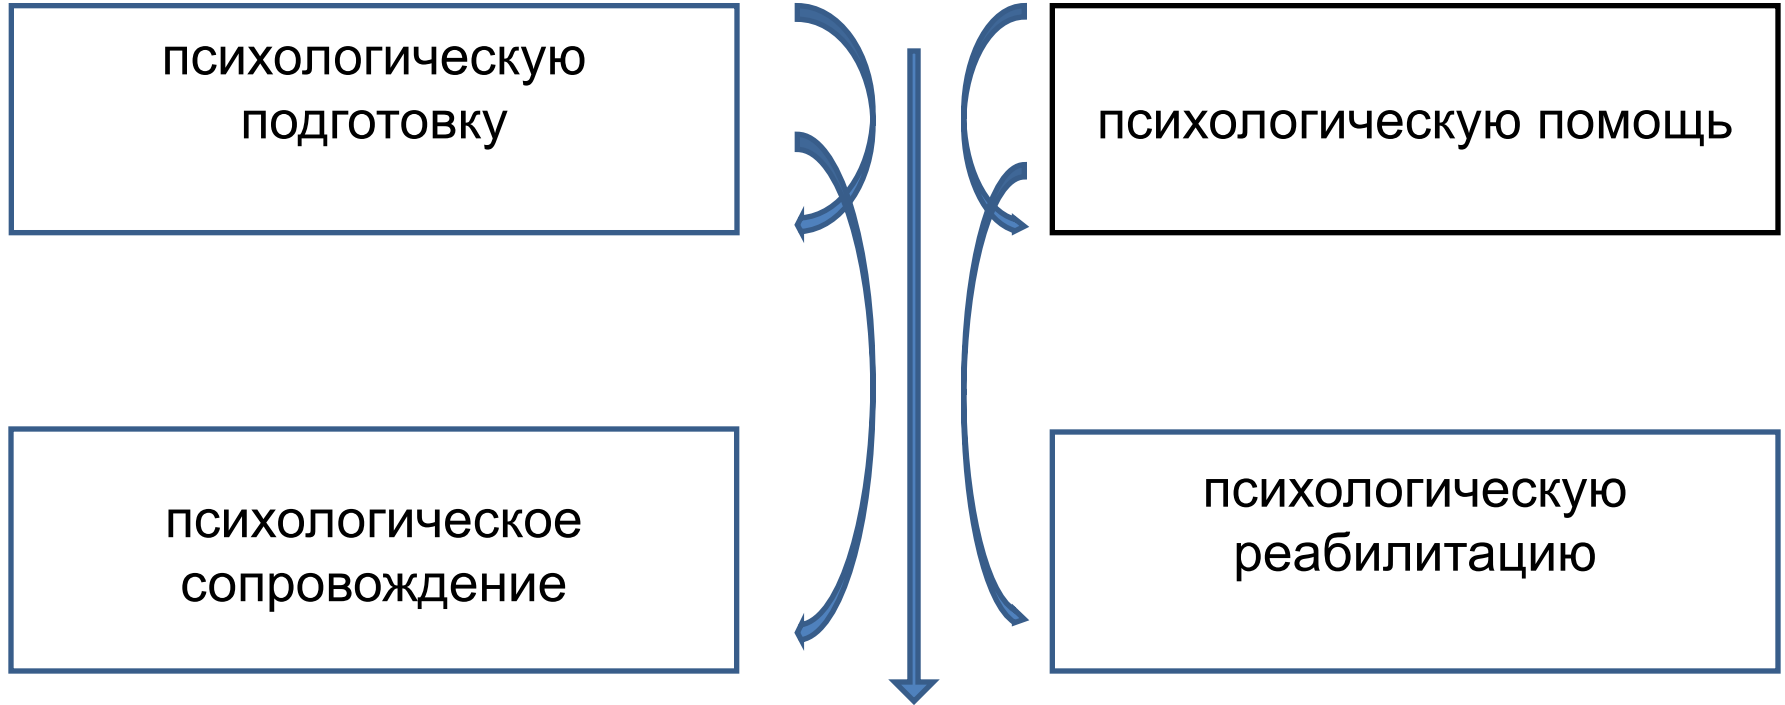 психологическую
подготовку
психологическую помощь
психологическое
сопровождение
психологическую
реабилитацию